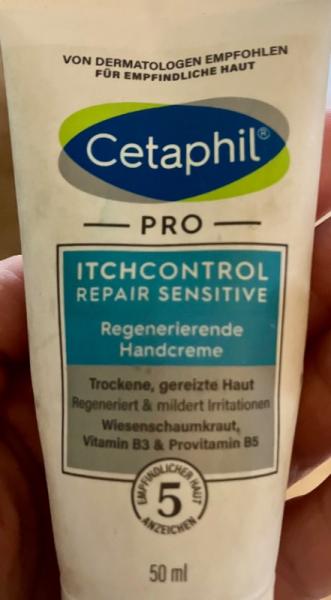 VON DERMATOLOGEN EMPFOHLEN
FÜR EMPFINDLICHE HAUT
Cetaphil®
PRO
ITCHCONTROL
REPAIR SENSITIVE
Regenerierende
Handcreme
Trockene, gereizte Haut
Regeneriert & mildert Irritationen
Wiesenschaumkraut,
Vitamin B3 & Provitamin B5
EMPFINDLICHER HAUT
5
ANZEICHEN
50 ml